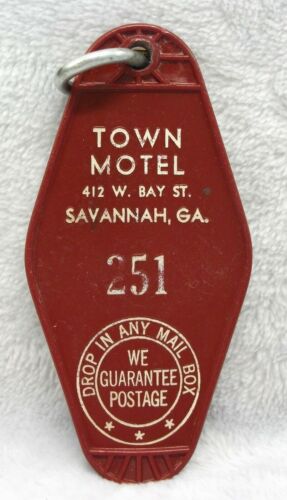 TOWN
MOTEL
412 W. BAY ST.
SAVANNAH, GA.
251
DROP IN ANY MAIL BOX
WE
GUARANTEE
POSTAGE